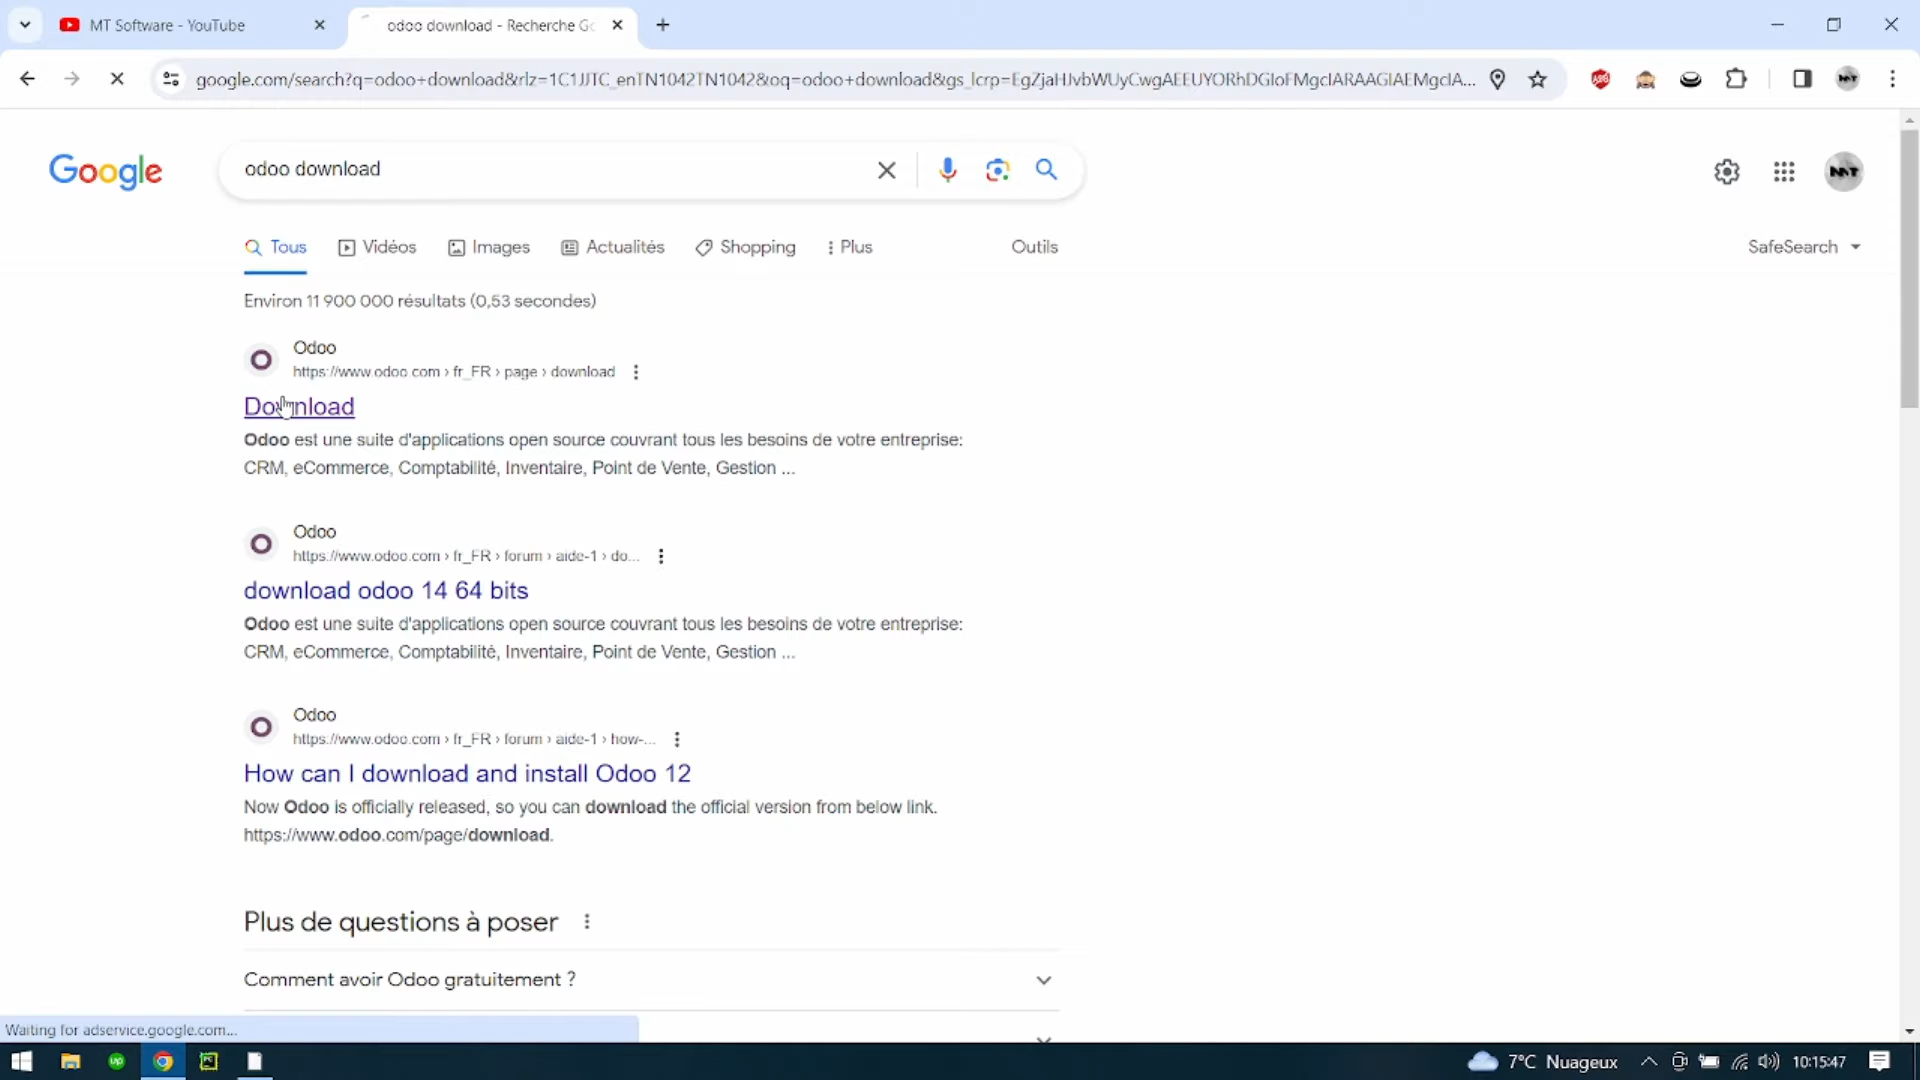 MT Software - YouTube
odoo download - Recherche Go
google.com/search?q=odoo+download&rlz=1C1JJTC_enTN1042TN1042&oq=odoo+download&gs_lcrp=EgZjaHJvbWUyCwgAEEUYORhDGIoFMgcIARAAGIAEMgcIA...
Google
odoo download
MT
Tous
Vidéos
Images
Actualités
Shopping
Plus
Outils
SafeSearch
Environ 11 900 000 résultats (0,53 secondes)
Odoo
https://www.odoo.com › fr_FR › page › download
Download
Odoo est une suite d'applications open source couvrant tous les besoins de votre entreprise:
CRM, eCommerce, Comptabilité, Inventaire, Point de Vente, Gestion ...
Odoo
https://www.odoo.com › fr_FR › forum › aide-1 › do...
download odoo 14 64 bits
Odoo est une suite d'applications open source couvrant tous les besoins de votre entreprise:
CRM, eCommerce, Comptabilité, Inventaire, Point de Vente, Gestion ...
Odoo
https://www.odoo.com › fr_FR › forum › aide-1 › how-...
How can I download and install Odoo 12
Now Odoo is officially released, so you can download the official version from below link.
https://www.odoo.com/page/download.
Plus de questions à poser
Comment avoir Odoo gratuitement ?
Waiting for adservice.google.com...
7°C Nuageux
10:15:47